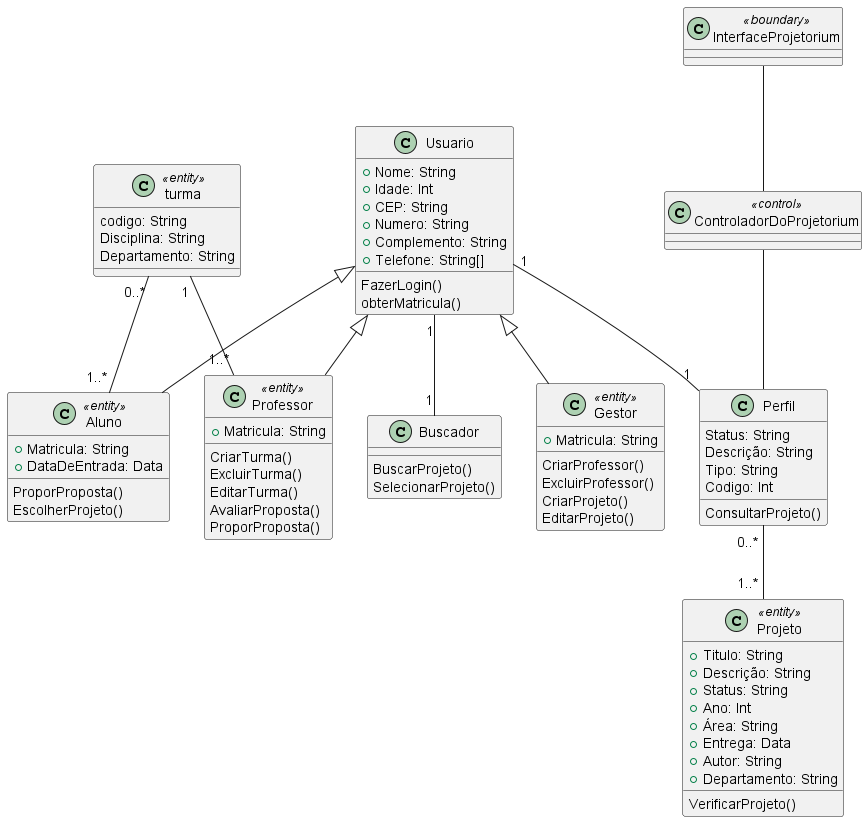 «boundary»
InterfaceProjetorium
C
«control»
ControladorDoProjetorium
C
C
Usuario
Nome: String
Idade: Int
CEP: String
Numero: String
Complemento: String
Telefone: String[]
FazerLogin()
obterMatricula()
C
«entity»
turma
codigo: String
Disciplina: String
Departamento: String
0..*
1
1..*
1..*
1
1
1
1
C
«entity»
Aluno
Matricula: String
DataDeEntrada: Data
ProporProposta()
EscolherProjeto()
C
«entity»
Professor
Matricula: String
CriarTurma()
ExcluirTurma()
EditarTurma()
AvaliarProposta()
ProporProposta()
C
Buscador
BuscarProjeto()
SelecionarProjeto()
C
«entity»
Gestor
Matricula: String
CriarProfessor()
ExcluirProfessor()
CriarProjeto()
EditarProjeto()
C
Perfil
Status: String
Descrição: String
Tipo: String
Codigo: Int
ConsultarProjeto()
0..*
1..*
C
«entity»
Projeto
Titulo: String
Descrição: String
Status: String
Ano: Int
Área: String
Entrega: Data
Autor: String
Departamento: String
VerificarProjeto()